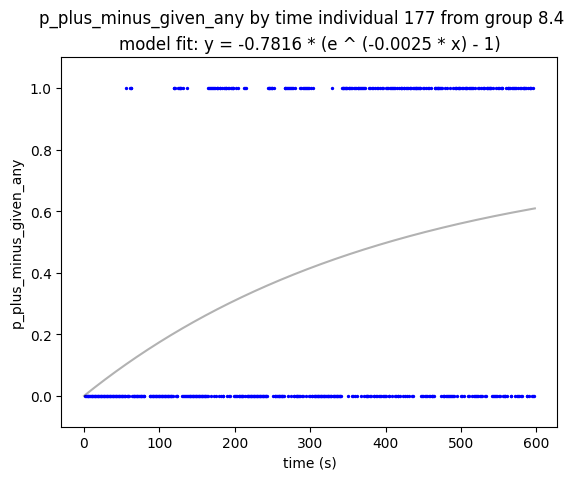 p_plus_minus_given_any by time individual 177 from group 8.4
model fit: y = -0.7816 * (e ^ (-0.0025 * x) - 1)
p_plus_minus_given_any
1.0
0.8
0.6
0.4
0.2
0.0
0 100 200 300 400 500 600
time (s)